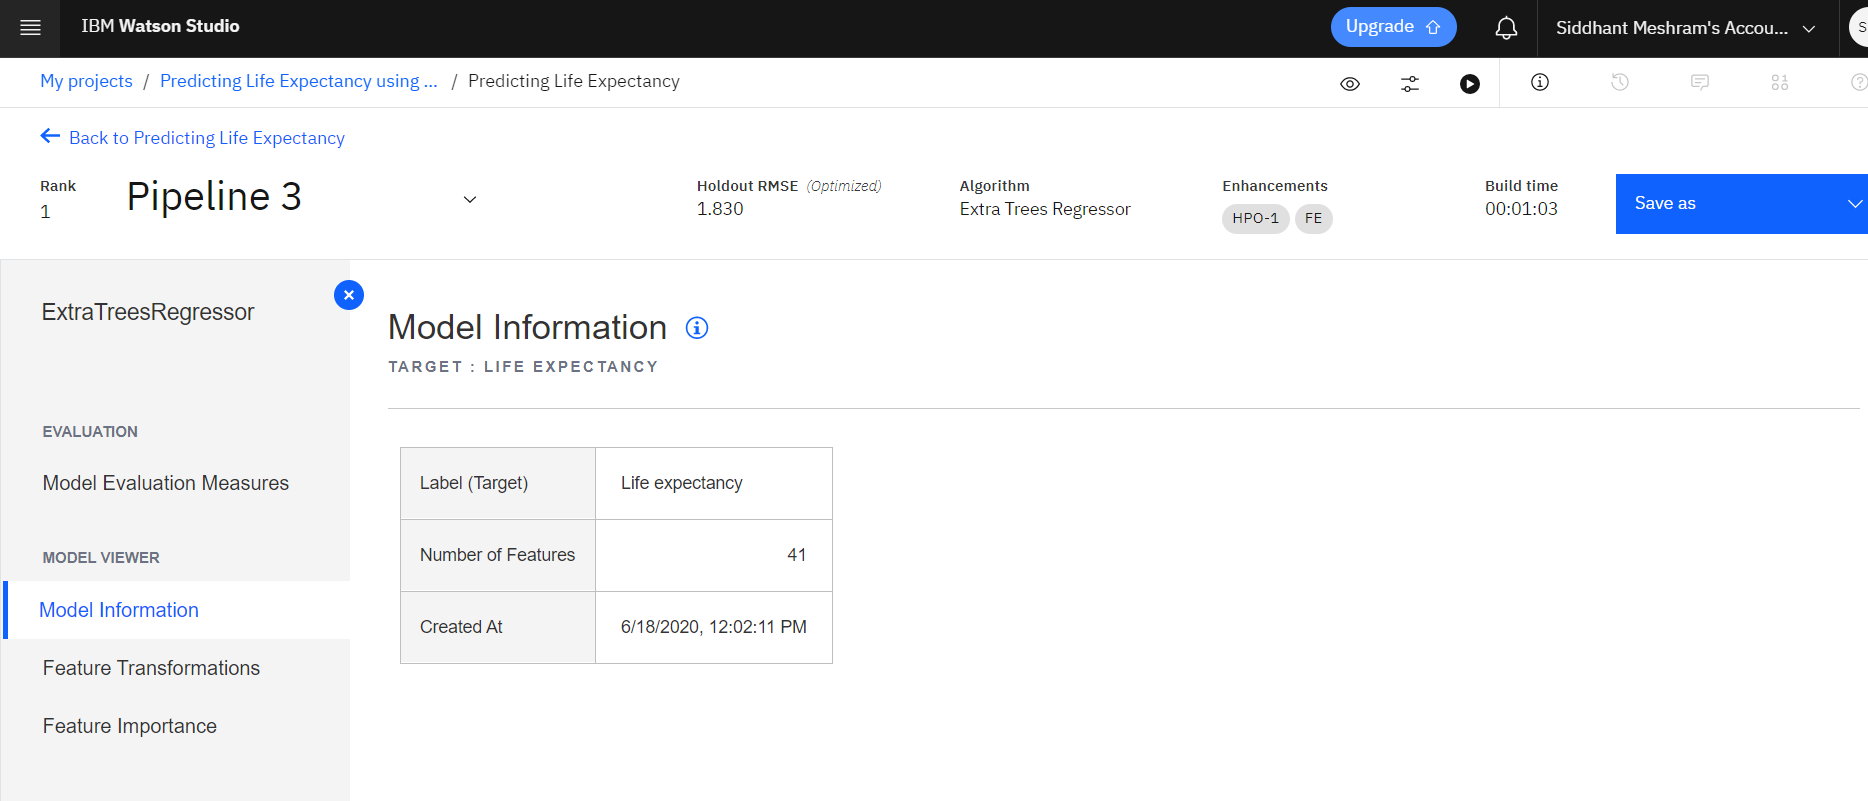 IBM Watson Studio
Upgrade
Siddhant Meshram's Accou...
S
My projects / Predicting Life Expectancy using ... / Predicting Life Expectancy
Back to Predicting Life Expectancy
Rank
1
Pipeline 3
Holdout RMSE (Optimized)
1.830
Algorithm
Extra Trees Regressor
Enhancements
HPO-1 FE
Build time
00:01:03
Save as
ExtraTreesRegressor
EVALUATION
Model Evaluation Measures
MODEL VIEWER
Model Information
Feature Transformations
Feature Importance
Model Information
TARGET : LIFE EXPECTANCY
Label (Target) Life expectancy
Number of Features 41
Created At 6/18/2020, 12:02:11 PM